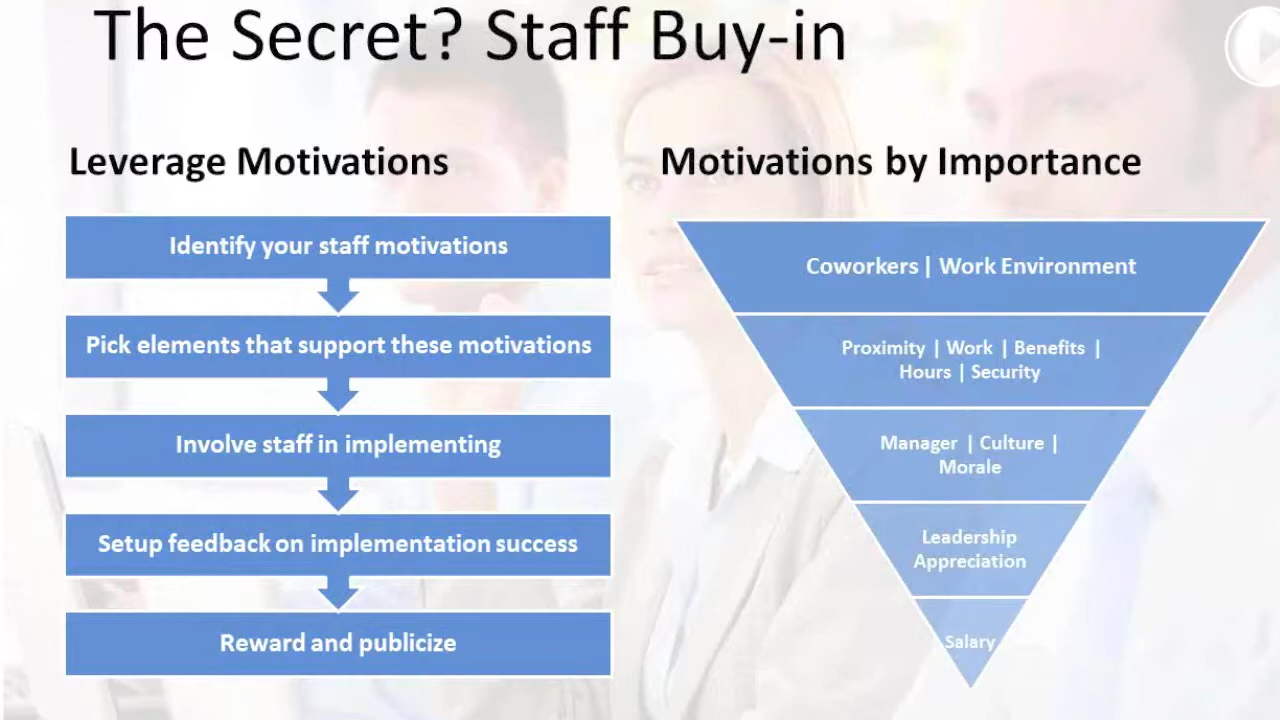 The Secret? Staff Buy-in
Leverage Motivations
Identify your staff motivations
Pick elements that support these motivations
Involve staff in implementing
Setup feedback on implementation success
Reward and publicize
Motivations by Importance
Coworkers | Work Environment
Proximity | Work | Benefits |
Hours | Security
Manager | Culture |
Morale
Leadership
Appreciation
Salary